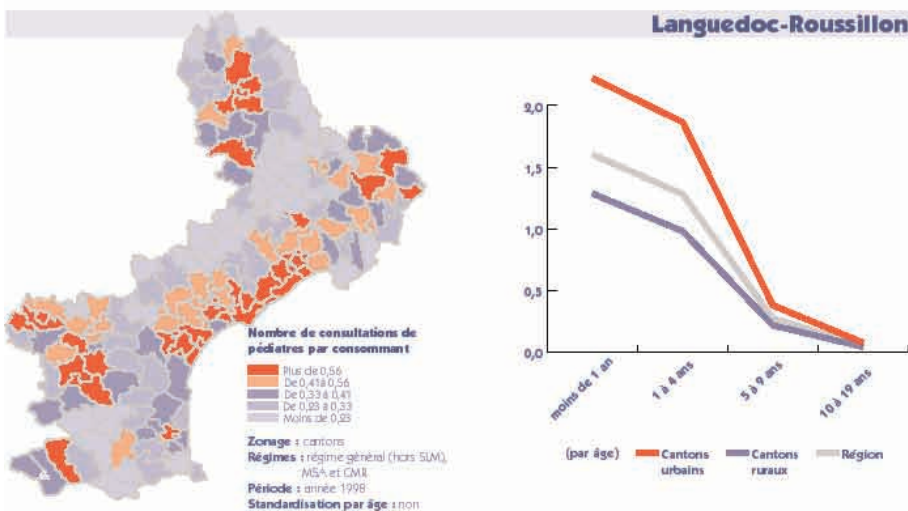 Languedoc-Roussillon
Nombre de consultations de
pédiatres par consommant
Plus de 0,56
De 0,41 à 0,56
De 0,33 à 0,41
De 0,23 à 0,33
Moins de 0,23
Zonage : cantons
Régimes : régime général (hors SLM),
MSA et CMR
Période : année 1998
Standardisation par âge : non
2,0
1,5
1,0
0,5
0,0
moins de 1 an
1 à 4 ans
5 à 9 ans
10 à 19 ans
(par âge)
Cantons
urbains
Cantons
ruraux
Région